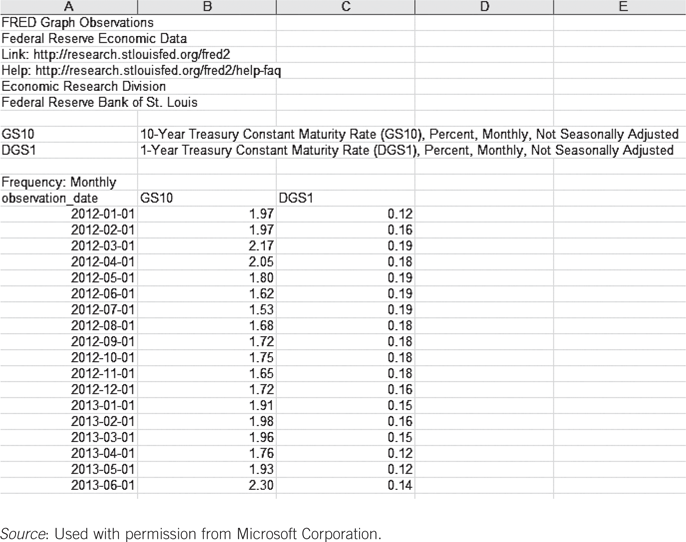 A B C D E
FRED Graph Observations
Federal Reserve Economic Data
Link: http://research.stlouisfed.org/fred2
Help: http://research.stlouisfed.org/fred2/help-faq
Economic Research Division
Federal Reserve Bank of St. Louis
GS10 10-Year Treasury Constant Maturity Rate (GS10), Percent, Monthly, Not Seasonally Adjusted
DGS1 1-Year Treasury Constant Maturity Rate (DGS1), Percent, Monthly, Not Seasonally Adjusted
Frequency: Monthly
observation_date GS10 DGS1
2012-01-01 1.97 0.12
2012-02-01 1.97 0.16
2012-03-01 2.17 0.19
2012-04-01 2.05 0.18
2012-05-01 1.80 0.19
2012-06-01 1.62 0.19
2012-07-01 1.53 0.19
2012-08-01 1.68 0.18
2012-09-01 1.72 0.18
2012-10-01 1.75 0.18
2012-11-01 1.65 0.18
2012-12-01 1.72 0.16
2013-01-01 1.91 0.15
2013-02-01 1.98 0.16
2013-03-01 1.96 0.15
2013-04-01 1.76 0.12
2013-05-01 1.93 0.12
2013-06-01 2.30 0.14
Source: Used with permission from Microsoft Corporation.